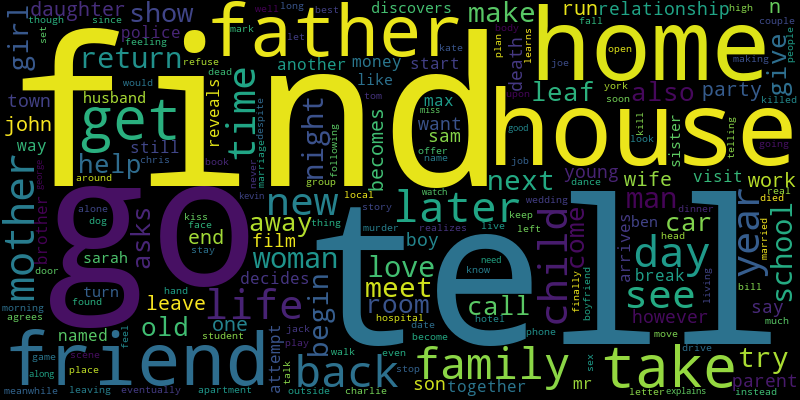 find
go
tell
father
home
house
friend
family
take
get
time
new
later
life
mother
child
day
see
year
back
return
show
make
school
love
meet
woman
away
leave
old
one
room
call
man
car
try
work
give
girl
daughter
relationship
run
also
leaf
party
next
night
begin
help
john
town
way
still
asks
end
film
boy
son
together
mr
parent
say
however
break
ben
wife
visit
young
sister
come
arrives
death
another
money
like
start
becomes
want
max
sam
police
husband
reveals
discovers
brother
sarah
turn
named
decides
attempt
n
though
since
feeling
set
well
long
best
let
mark
refuse
dead
would
chris
book
around
alone
dog
kiss
face
stay
door
found
hand
morning
agrees
game
scene
place
along
meanwhile
leaving
eventually
apartment
student
feel
jack
play
talk
outside
walk
charlie
stop
even
date
become
hospital
murder
story
local
thing
kevin
never
marriage
despite
group
following
tom
miss
offer
name
watch
realizes
live
need
know
hotel
phone
keep
left
wedding
dance
good
job
upon
body
learns
plan
kate
joe
fall
open
york
soon
kill
look
high
couple
making
people
killed
telling
going
real
died
married
dinner
head
living
bill
much
move
drive
letter
explains
instead
sex
boyfriend
finally